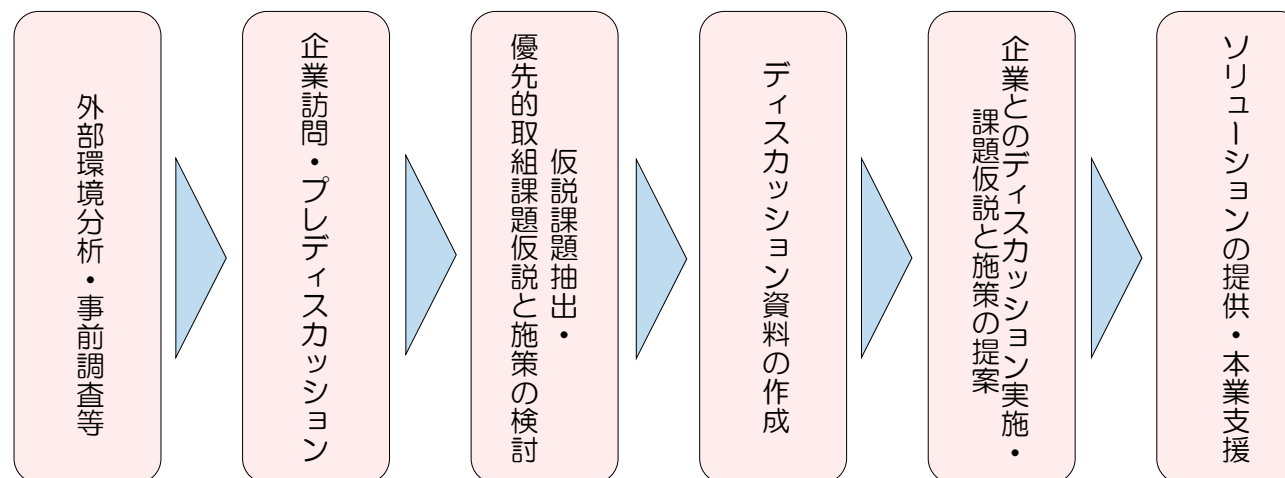 外部環境分析・事前調査等
企業訪問・プレディスカッション
仮説課題抽出・
優先的取組課題仮説と施策の検討
ディスカッション資料の作成
企業とのディスカッション実施・
課題仮説と施策の提案
ソリューションの提供・本業支援